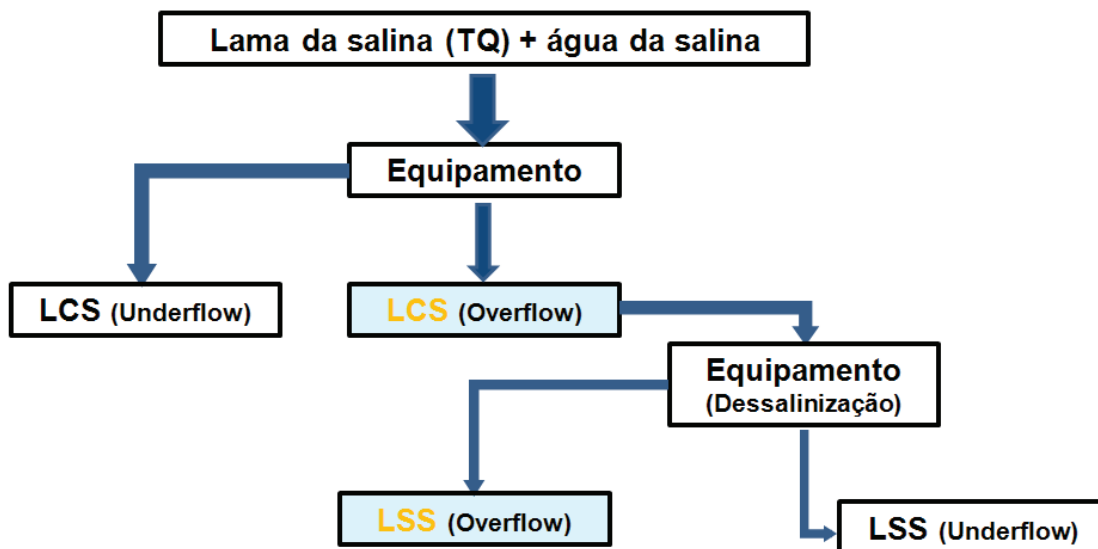 Lama da salina (TQ) + água da salina
Equipamento
LCS (Underflow)
LCS (Overflow)
Equipamento
(Dessalinização)
LSS (Overflow)
LSS (Underflow)